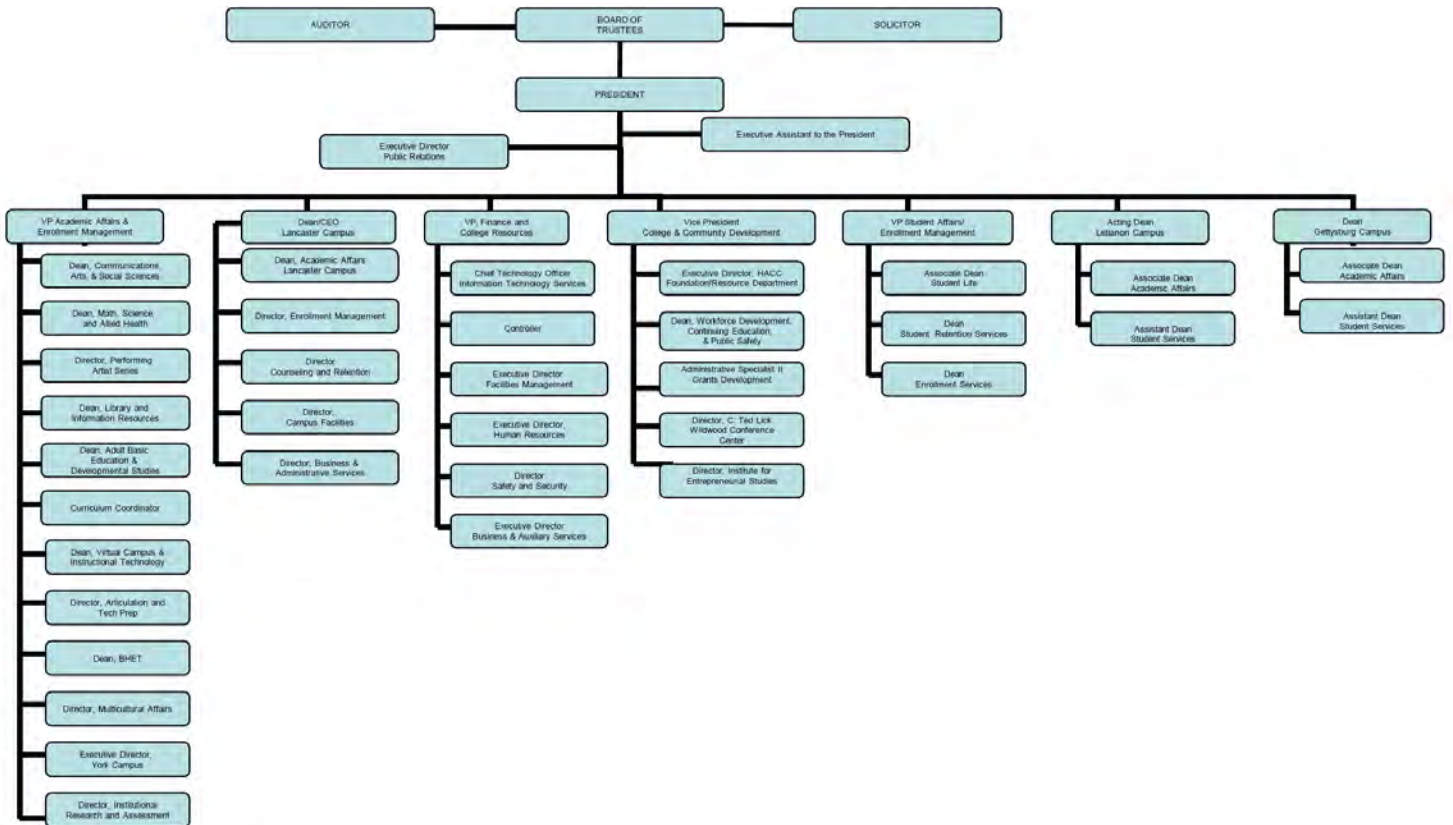 AUDITOR
BOARD OF
TRUSTEES
SOLICITOR
PRESIDENT
Executive Assistant to the President
Executive Director
Public Relations
VP Academic Affairs &
Enrollment Management
Dean, Communications,
Arts, & Social Sciences
Dean, Math, Science,
and Allied Health
Director, Performing
Artist Series
Dean, Library and
Information Resources
Dean, Adult Basic
Education &
Developmental Studies
Curriculum Coordinator
Dean, Virtual Campus &
Instructional Technology
Director, Articulation and
Tech Prep
Dean, BHET
Director, Multicultural Affairs
Executive Director,
York Campus
Director, Institutional
Research and Assessment
Dean/CEO
Lancaster Campus
Dean, Academic Affairs
Lancaster Campus
Director, Enrollment Management
Director
Counseling and Retention
Director,
Campus Facilities
Director, Business &
Administrative Services
VP, Finance and
College Resources
Chief Technology Officer
Information Technology Services
Controller
Executive Director
Facilities Management
Executive Director,
Human Resources
Director
Safety and Security
Executive Director
Business & Auxiliary Services
Vice President
College & Community Development
Executive Director, HACC
Foundation/Resource Department
Dean, Workforce Development,
Continuing Education,
& Public Safety
Administrative Specialist II
Grants Development
Director, C. Ted Lick
Wildwood Conference
Center
Director, Institute for
Entrepreneurial Studies
VP Student Affairs/
Enrollment Management
Associate Dean
Student Life
Dean
Student Retention Services
Dean
Enrollment Services
Acting Dean
Lebanon Campus
Associate Dean
Academic Affairs
Assistant Dean
Student Services
Dean
Gettysburg Campus
Associate Dean
Academic Affairs
Assistant Dean
Student Services